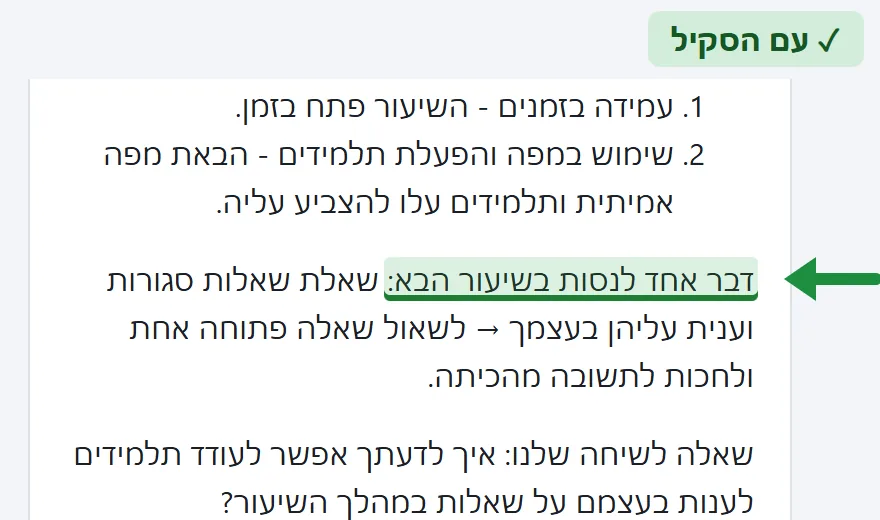 ✓ עם הסקיל
1. עמידה בזמנים - השיעור פתח בזמן.
2. שימוש במפה והפעלת תלמידים - הבאת מפה
אמיתית ותלמידים עלו להצביע עליה.
דבר אחד לנסות בשיעור הבא: שאלת שאלות סגורות
וענית עליהן בעצמך → לשאול שאלה פתוחה אחת
ולחכות לתשובה מהכיתה.
שאלה לשיחה שלנו: איך לדעתך אפשר לעודד תלמידים
לענות בעצמם על שאלות במהלך השיעור?